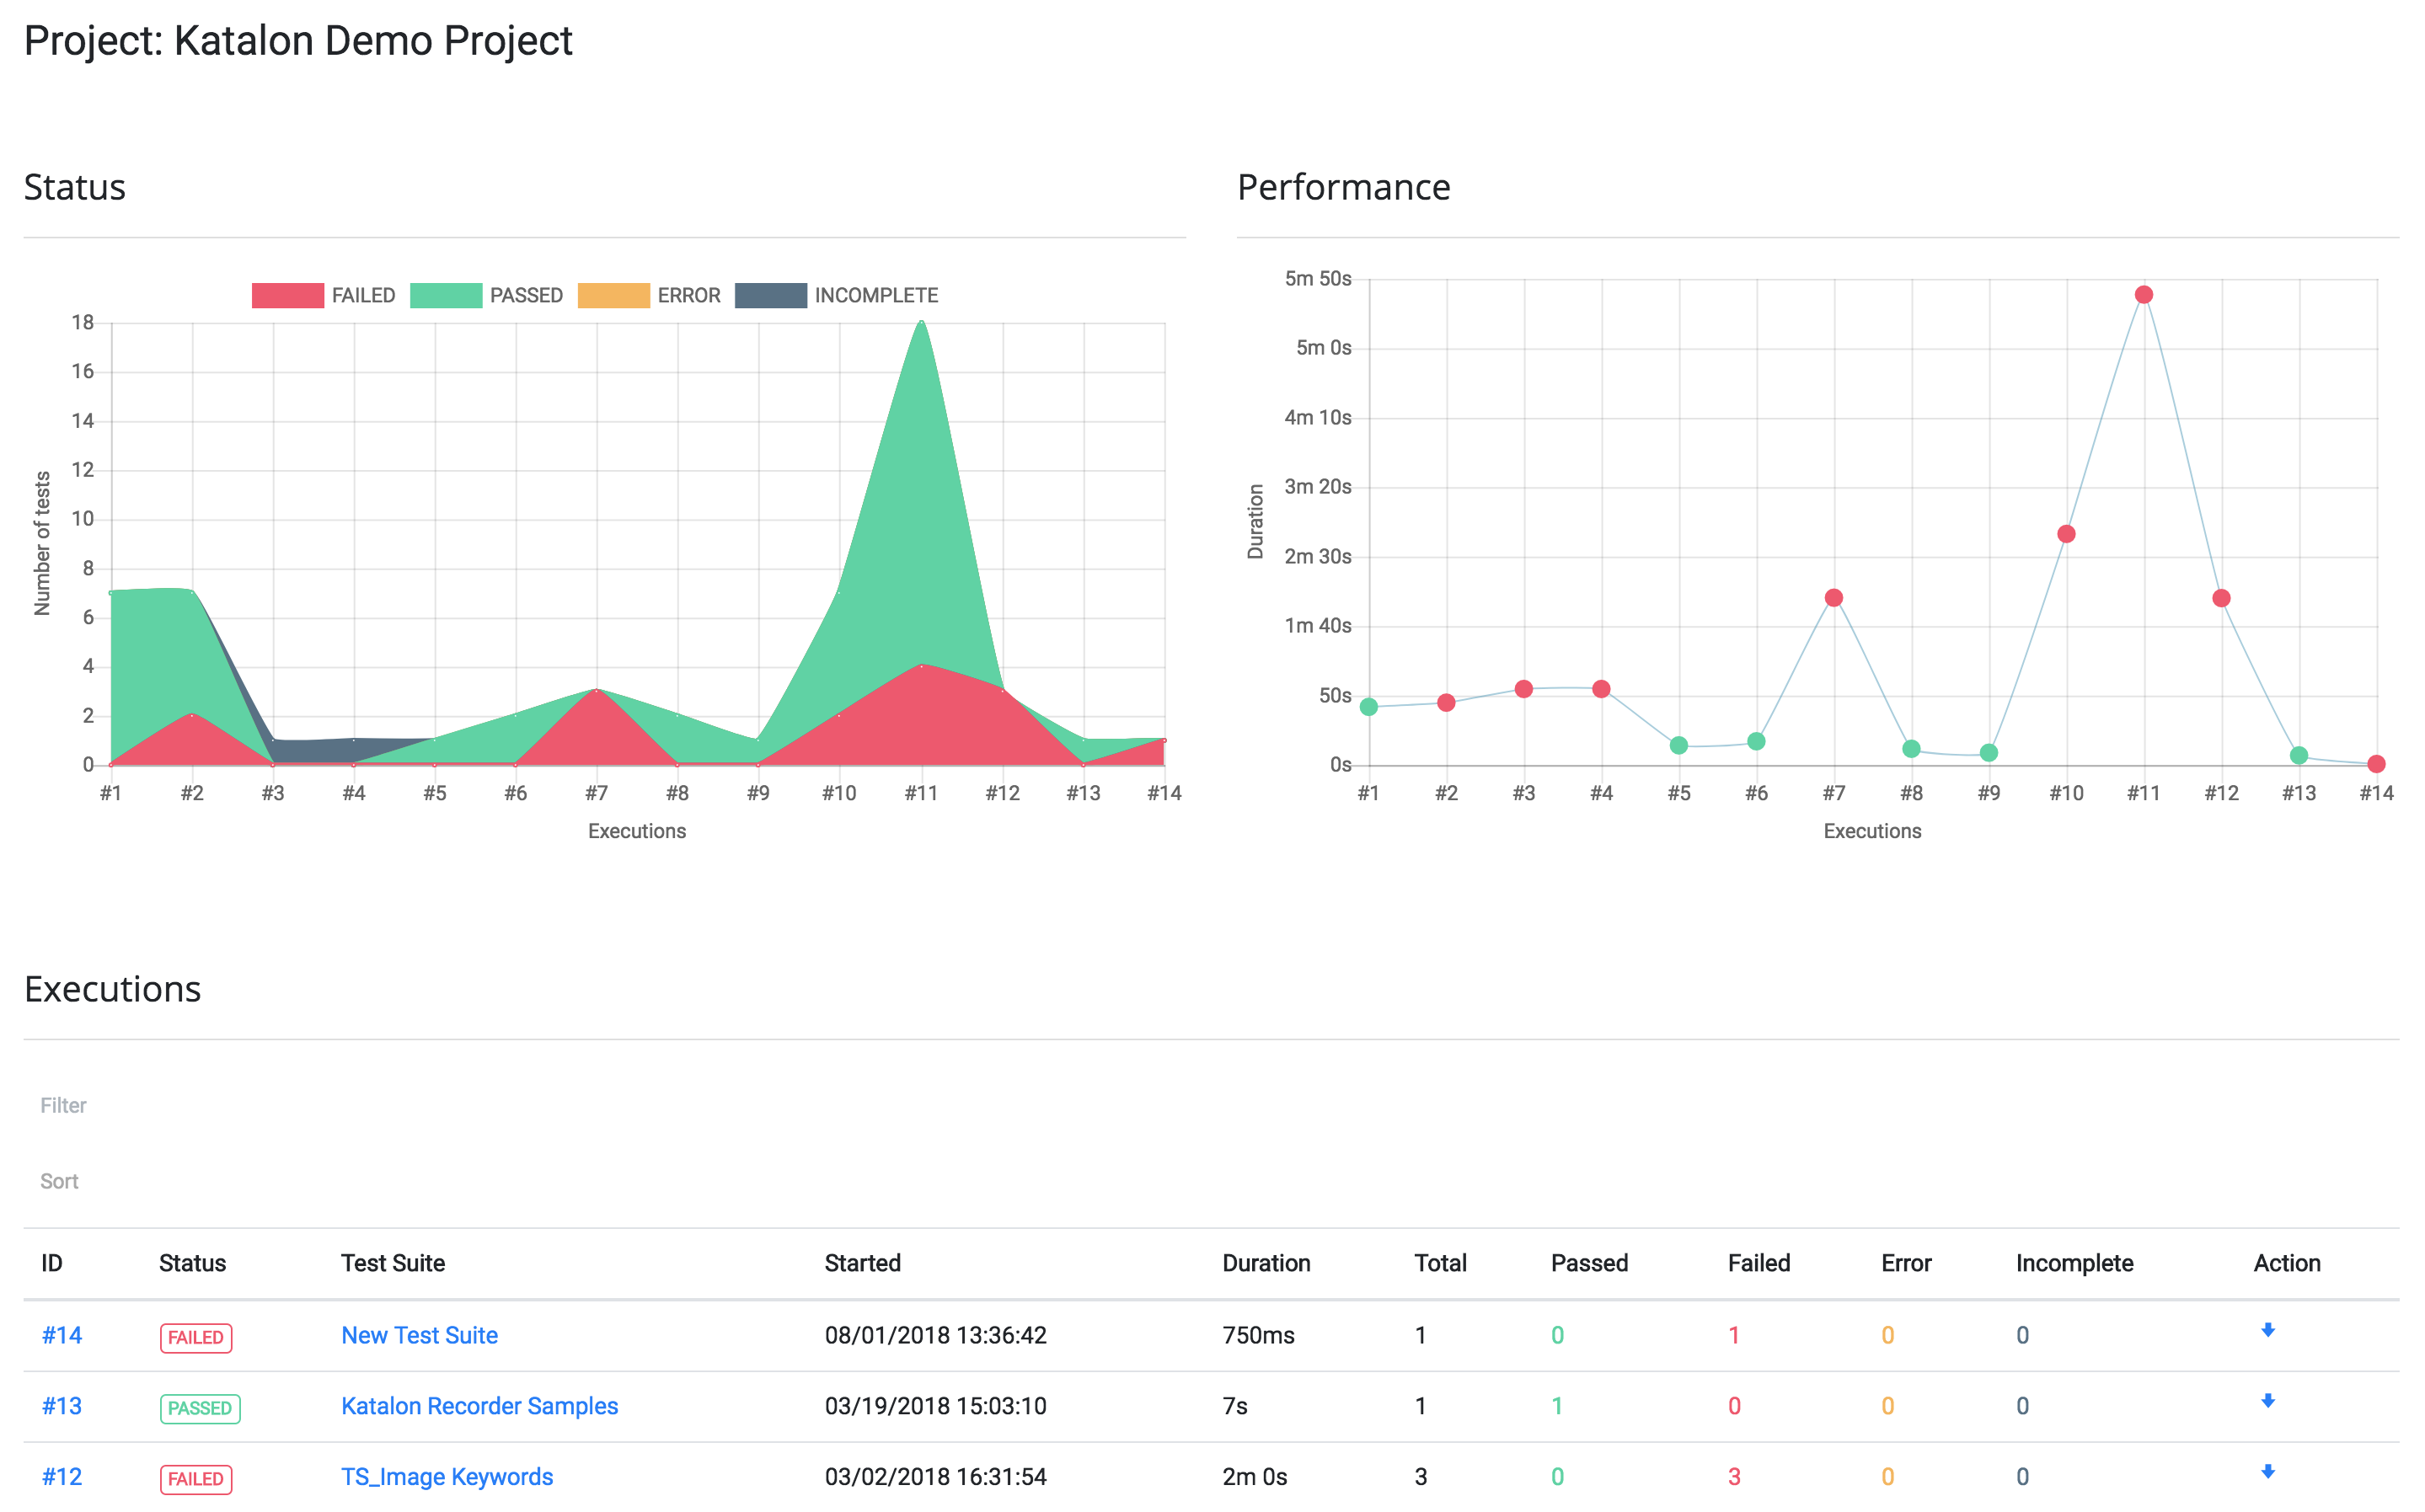 Project: Katalon Demo Project
Status
FAILED PASSED ERROR INCOMPLETE
18
16
14
12
10
8
6
4
2
0
Number of tests
#1 #2 #3 #4 #5 #6 #7 #8 #9 #10 #11 #12 #13 #14
Executions
Performance
5m 50s
5m 0s
4m 10s
3m 20s
2m 30s
1m 40s
50s
0s
Duration
#1 #2 #3 #4 #5 #6 #7 #8 #9 #10 #11 #12 #13 #14
Executions
Executions
Filter
Sort
ID Status Test Suite Started Duration Total Passed Failed Error Incomplete Action
#14 FAILED New Test Suite 08/01/2018 13:36:42 750ms 1 0 1 0 0
#13 PASSED Katalon Recorder Samples 03/19/2018 15:03:10 7s 1 1 0 0 0
#12 FAILED TS_Image Keywords 03/02/2018 16:31:54 2m 0s 3 0 3 0 0